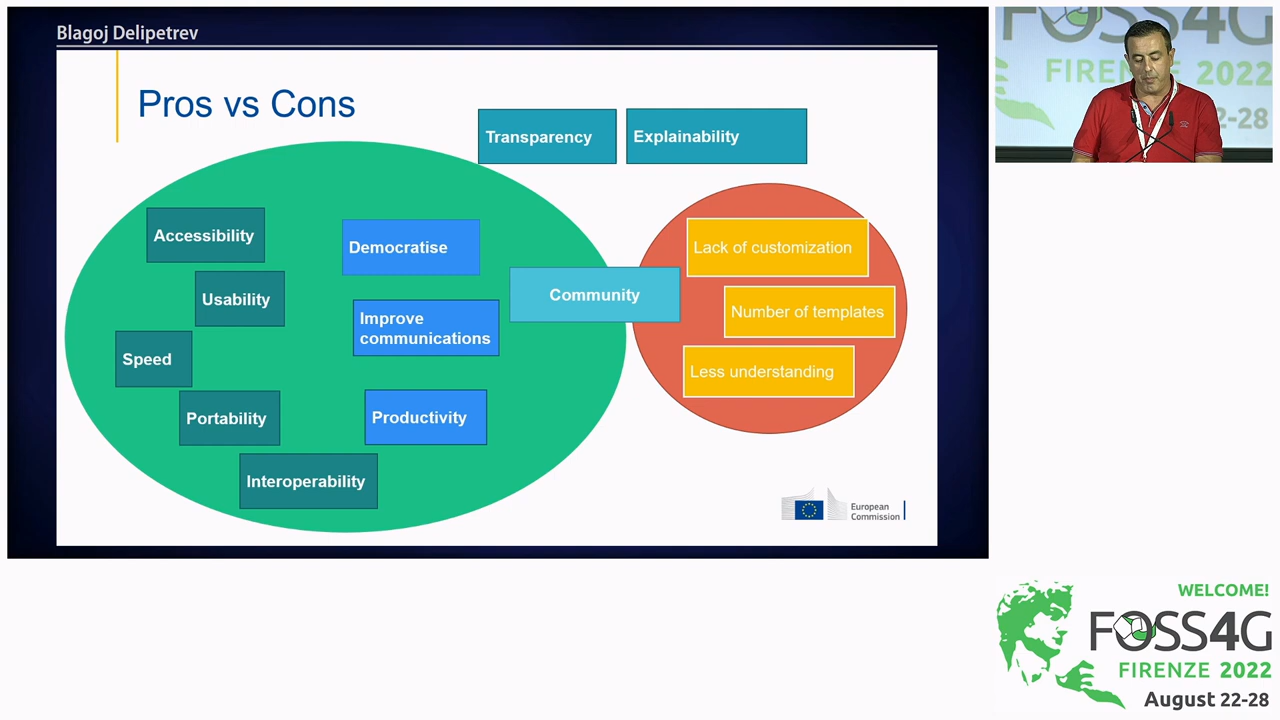 Blagoj Delipetrev
Pros vs Cons
Transparency
Explainability
Accessibility
Democratise
Lack of customization
Usability
Community
Improve
communications
Number of templates
Speed
Less understanding
Portability
Productivity
Interoperability
European
Commission
FOSS4G
FIRENZE 2022
22-28
WELCOME!
FOSS4G
FIRENZE 2022
August 22-28